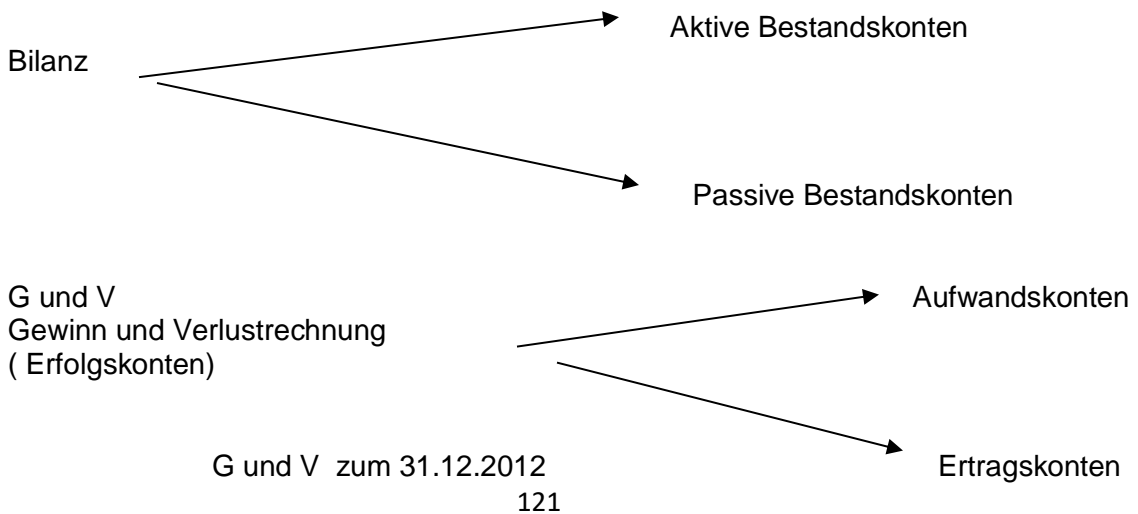 Aktive Bestandskonten
Bilanz
Passive Bestandskonten
G und V
Aufwandskonten
Gewinn und Verlustrechnung
( Erfolgskonten)
G und V zum 31.12.2012
Ertragskonten
121